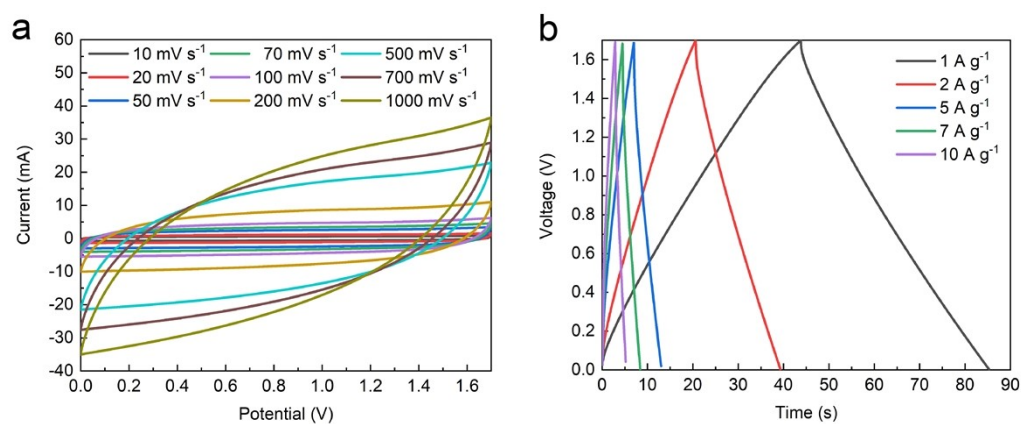 a
60
50
40
30
20
10
0
-10
-20
-30
-40
10 mV s⁻¹ 70 mV s⁻¹ 500 mV s⁻¹
20 mV s⁻¹ 100 mV s⁻¹ 700 mV s⁻¹
50 mV s⁻¹ 200 mV s⁻¹ 1000 mV s⁻¹
Current (mA)
0.0 0.2 0.4 0.6 0.8 1.0 1.2 1.4 1.6
Potential (V)
b
1.6
1.4
1.2
1.0
0.8
0.6
0.4
0.2
0.0
1 A g⁻¹
2 A g⁻¹
5 A g⁻¹
7 A g⁻¹
10 A g⁻¹
Voltage (V)
0 10 20 30 40 50 60 70 80 90
Time (s)